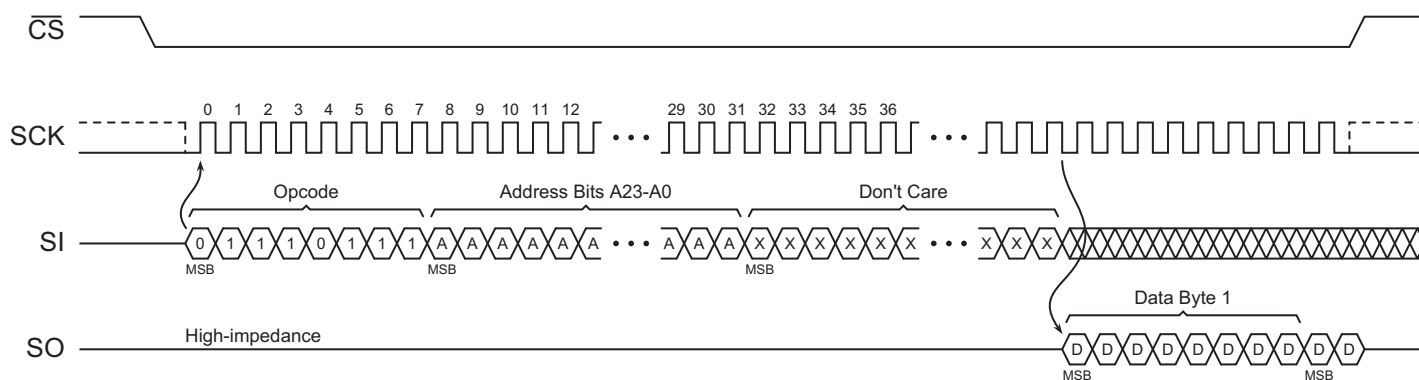 CS
0 1 2 3 4 5 6 7 8 9 10 11 12 29 30 31 32 33 34 35 36
SCK
Opcode Address Bits A23-A0 Don't Care
SI 0 1 1 1 0 1 1 1 A A A A A A A A A X X X X X X X X X
MSB MSB MSB
Data Byte 1
High-impedance
SO D D D D D D D D D D
MSB MSB